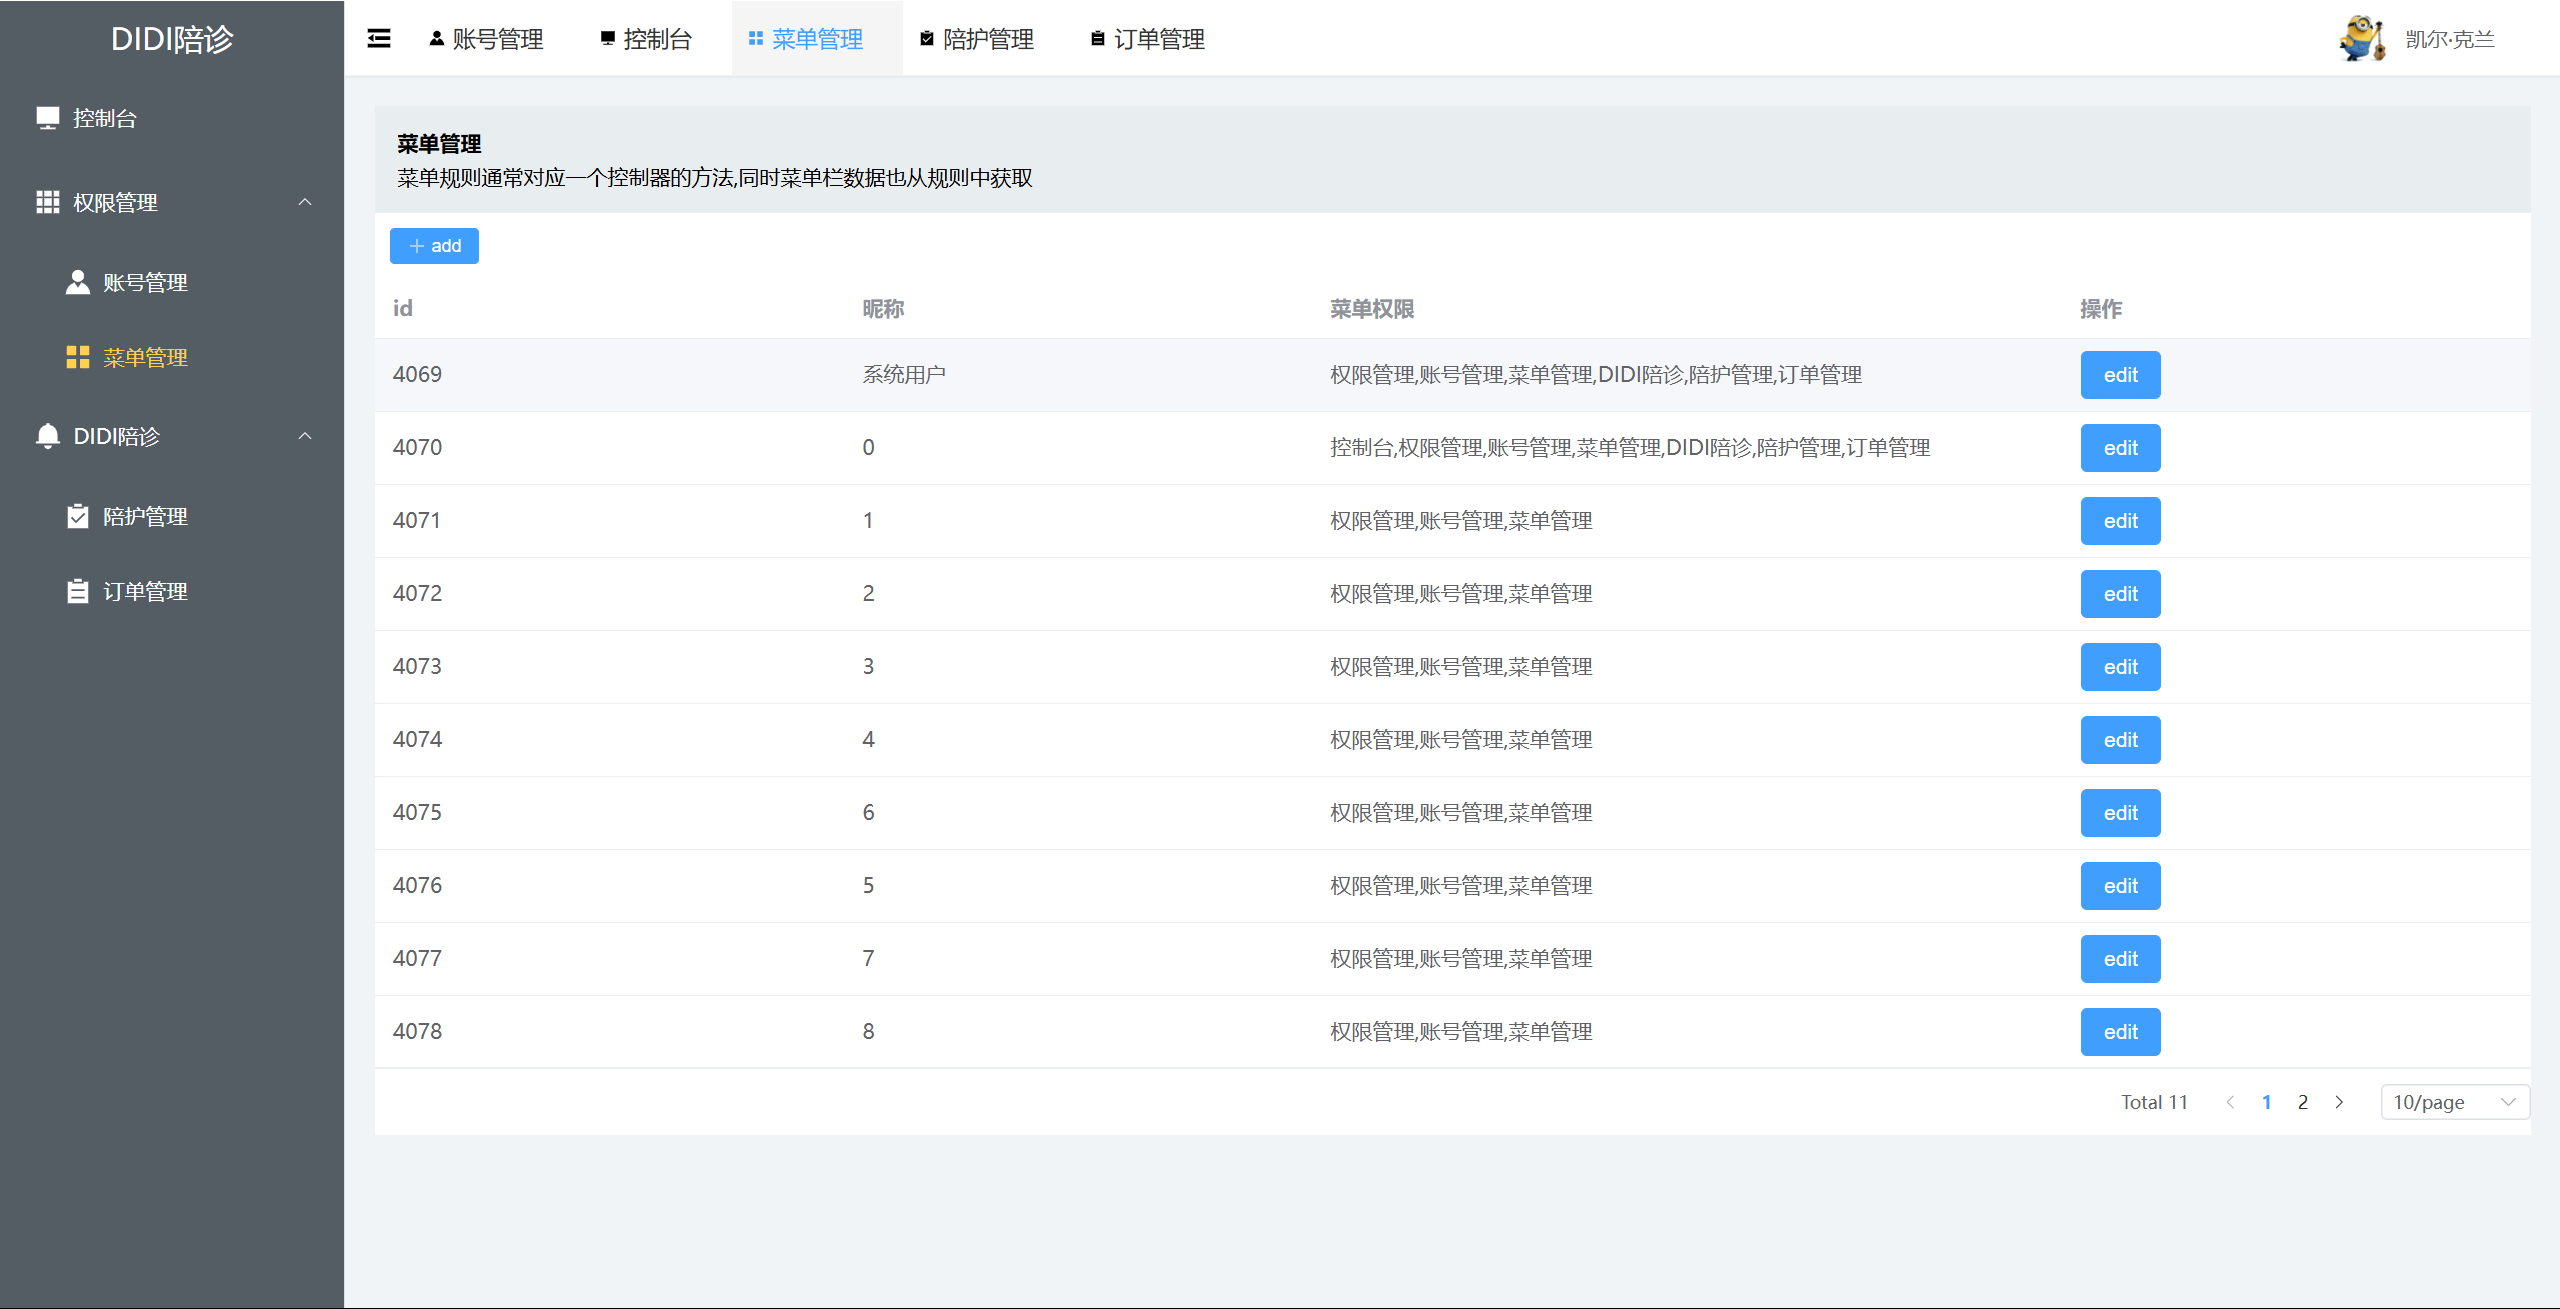 DIDI陪诊
控制台
权限管理
账号管理
菜单管理
DIDI陪诊
陪护管理
订单管理
账号管理 控制台 菜单管理 陪护管理 订单管理 凯尔·克兰
菜单管理
菜单规则通常对应一个控制器的方法,同时菜单栏数据也从规则中获取
add
id 昵称 菜单权限 操作
4069 系统用户 权限管理,账号管理,菜单管理,DIDI陪诊,陪护管理,订单管理 edit
4070 0 控制台,权限管理,账号管理,菜单管理,DIDI陪诊,陪护管理,订单管理 edit
4071 1 权限管理,账号管理,菜单管理 edit
4072 2 权限管理,账号管理,菜单管理 edit
4073 3 权限管理,账号管理,菜单管理 edit
4074 4 权限管理,账号管理,菜单管理 edit
4075 6 权限管理,账号管理,菜单管理 edit
4076 5 权限管理,账号管理,菜单管理 edit
4077 7 权限管理,账号管理,菜单管理 edit
4078 8 权限管理,账号管理,菜单管理 edit
Total 11 1 2 10/page